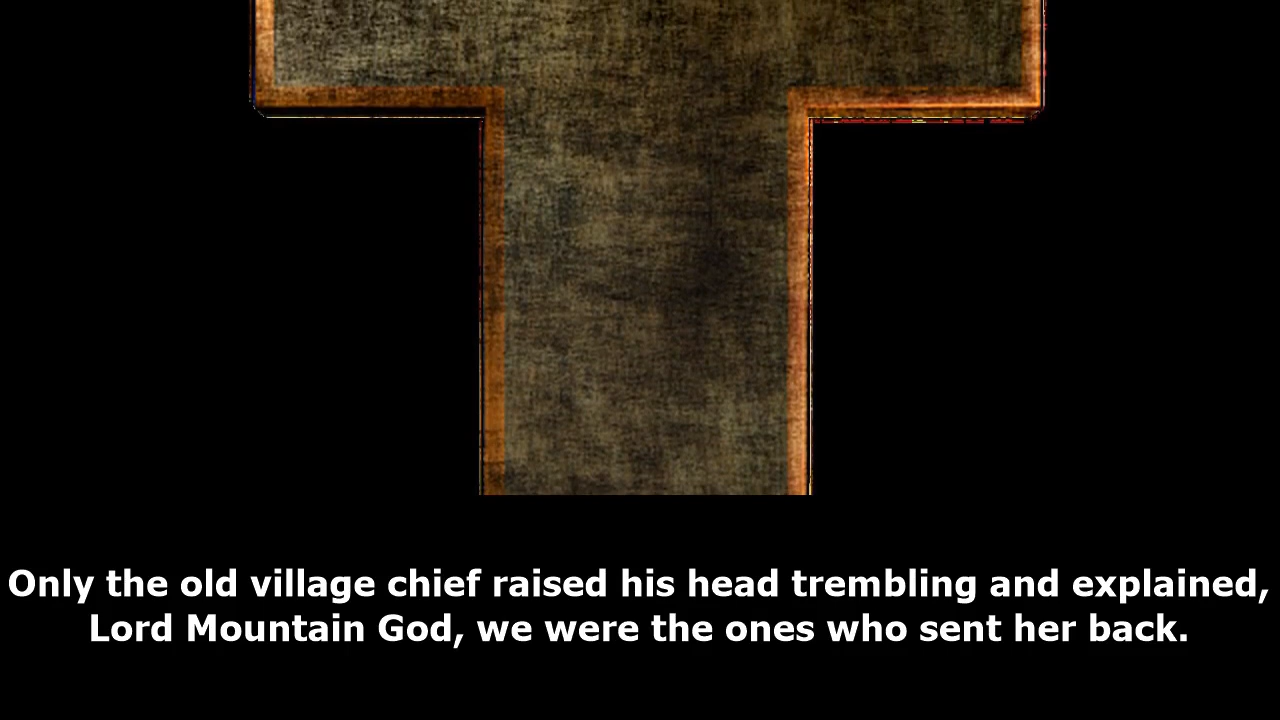 Only the old village chief raised his head trembling and explained,
Lord Mountain God, we were the ones who sent her back.